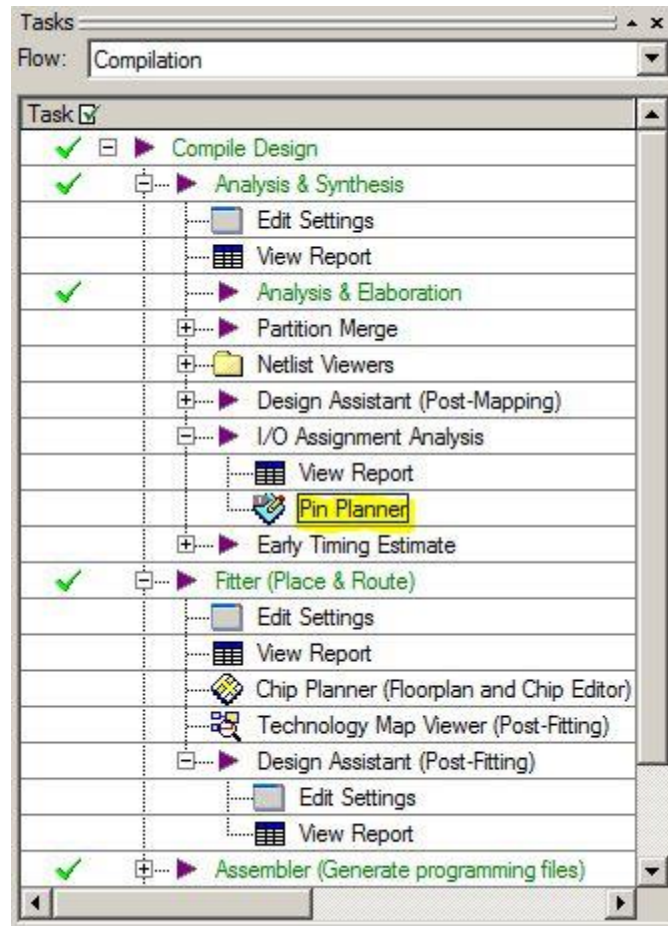 Tasks
Flow: Compilation
Task
Compile Design
Analysis & Synthesis
Edit Settings
View Report
Analysis & Elaboration
Partition Merge
Netlist Viewers
Design Assistant (Post-Mapping)
I/O Assignment Analysis
View Report
Pin Planner
Early Timing Estimate
Fitter (Place & Route)
Edit Settings
View Report
Chip Planner (Floorplan and Chip Editor)
Technology Map Viewer (Post-Fitting)
Design Assistant (Post-Fitting)
Edit Settings
View Report
Assembler (Generate programming files)